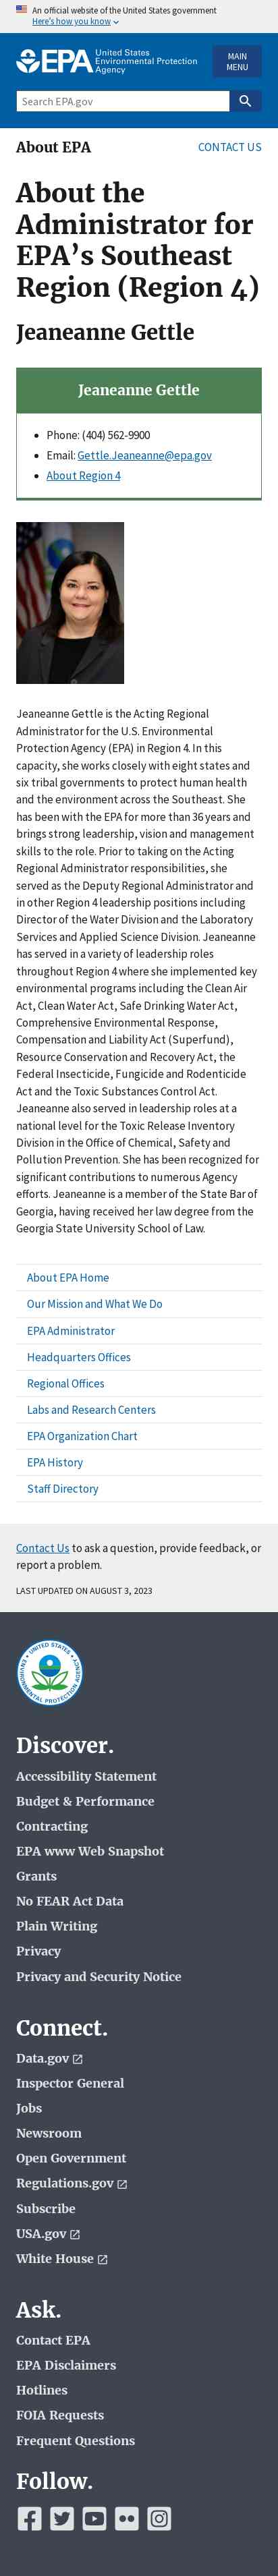 An official website of the United States government
Here's how you know
EPA United States
Environmental Protection
Agency
MAIN
MENU
Search EPA.gov
About EPA
CONTACT US
About the
Administrator for
EPA's Southeast
Region (Region 4)
Jeaneanne Gettle
Jeaneanne Gettle
Phone: (404) 562-9900
Email: Gettle.Jeaneanne@epa.gov
About Region 4
Jeaneanne Gettle is the Acting Regional
Administrator for the U.S. Environmental
Protection Agency (EPA) in Region 4. In this
capacity, she works closely with eight states and
six tribal governments to protect human health
and the environment across the Southeast. She
has been with the EPA for more than 36 years and
brings strong leadership, vision and management
skills to the role. Prior to taking on the Acting
Regional Administrator responsibilities, she
served as the Deputy Regional Administrator and
in other Region 4 leadership positions including
Director of the Water Division and the Laboratory
Services and Applied Science Division. Jeaneanne
has served in a variety of leadership roles
throughout Region 4 where she implemented key
environmental programs including the Clean Air
Act, Clean Water Act, Safe Drinking Water Act,
Comprehensive Environmental Response,
Compensation and Liability Act (Superfund),
Resource Conservation and Recovery Act, the
Federal Insecticide, Fungicide and Rodenticide
Act and the Toxic Substances Control Act.
Jeaneanne also served in leadership roles at a
national level for the Toxic Release Inventory
Division in the Office of Chemical, Safety and
Pollution Prevention. She has been recognized for
significant contributions to numerous Agency
efforts. Jeaneanne is a member of the State Bar of
Georgia, having received her law degree from the
Georgia State University School of Law.
About EPA Home
Our Mission and What We Do
EPA Administrator
Headquarters Offices
Regional Offices
Labs and Research Centers
EPA Organization Chart
EPA History
Staff Directory
Contact Us to ask a question, provide feedback, or
report a problem.
LAST UPDATED ON AUGUST 3, 2023
UNITED STATES
ENVIRONMENTAL PROTECTION AGENCY
Discover.
Accessibility Statement
Budget & Performance
Contracting
EPA www Web Snapshot
Grants
No FEAR Act Data
Plain Writing
Privacy
Privacy and Security Notice
Connect.
Data.gov
Inspector General
Jobs
Newsroom
Open Government
Regulations.gov
Subscribe
USA.gov
White House
Ask.
Contact EPA
EPA Disclaimers
Hotlines
FOIA Requests
Frequent Questions
Follow.